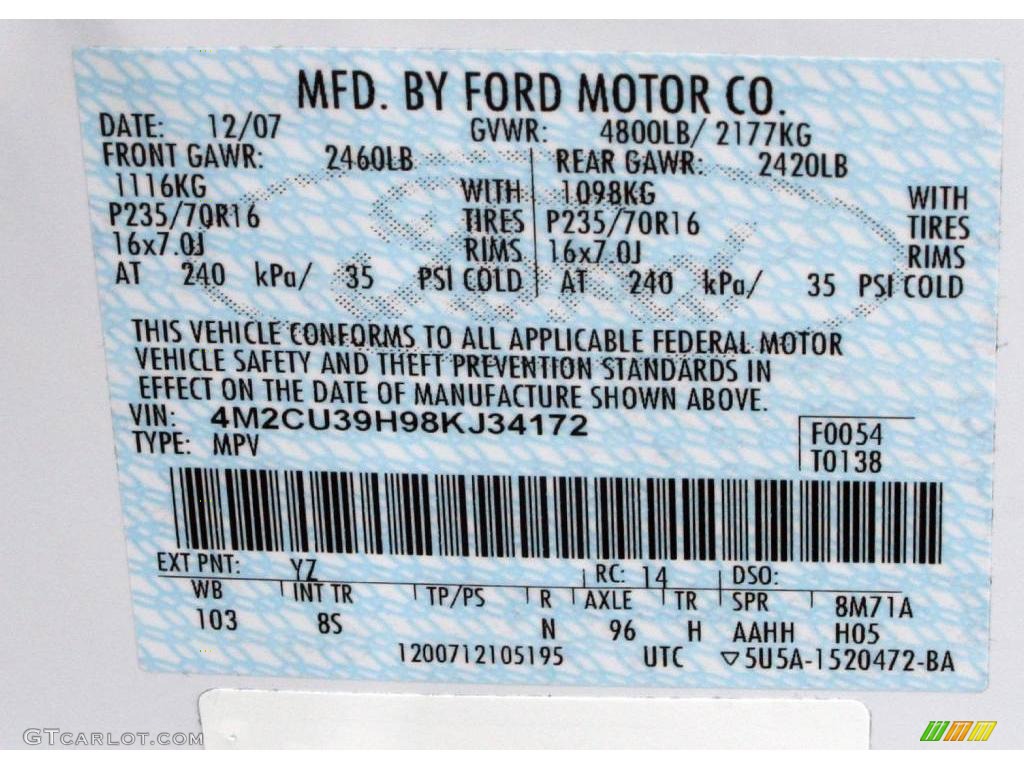 MFD. BY FORD MOTOR CO.
DATE: 12/07 GVWR: 4800LB/ 2177KG
FRONT GAWR: 2460LB REAR GAWR: 2420LB
1116KG WITH 1098KG WITH
P235/70R16 TIRES P235/70R16 TIRES
16x7.0J RIMS 16x7.0J RIMS
AT 240 kPa/ 35 PSI COLD AT 240 kPa/ 35 PSI COLD
THIS VEHICLE CONFORMS TO ALL APPLICABLE FEDERAL MOTOR
VEHICLE SAFETY AND THEFT PREVENTION STANDARDS IN
EFFECT ON THE DATE OF MANUFACTURE SHOWN ABOVE.
VIN: 4M2CU39H98KJ34172
TYPE: MPV
F0054
T0138
EXT PNT: YZ RC: 14 DSO:
WB INT TR TP/PS R AXLE TR SPR 8M71A
103 8S N 96 H AAHH H05
1200712105195 UTC ▽5U5A-1520472-BA
GTCARLOT.COM